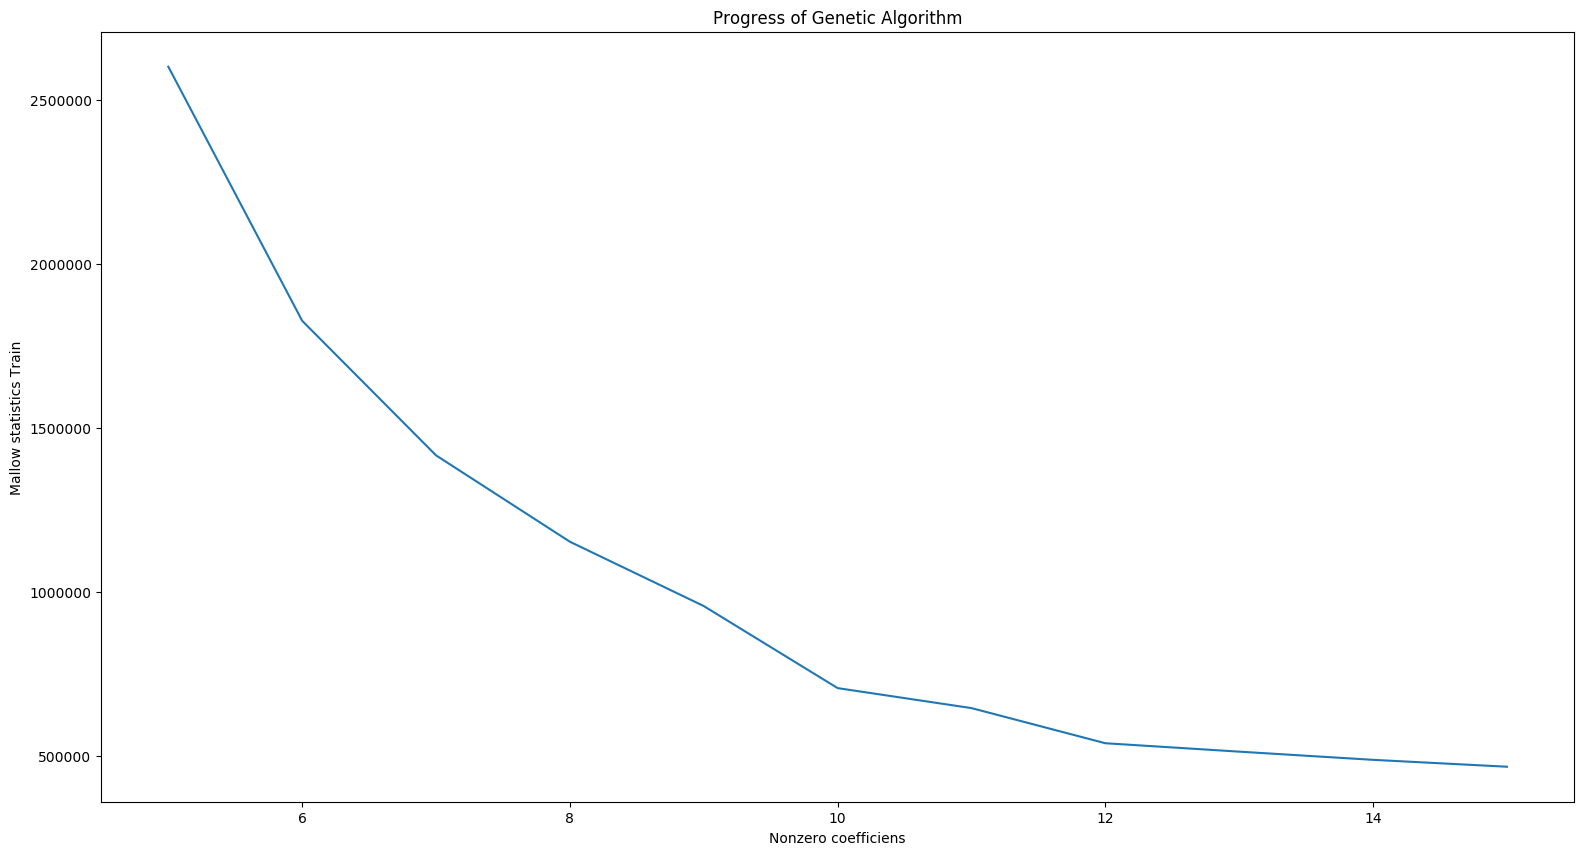 Progress of Genetic Algorithm
2500000
2000000
1500000
1000000
500000
Mallow statistics Train
6 8 10 12 14
Nonzero coefficiens